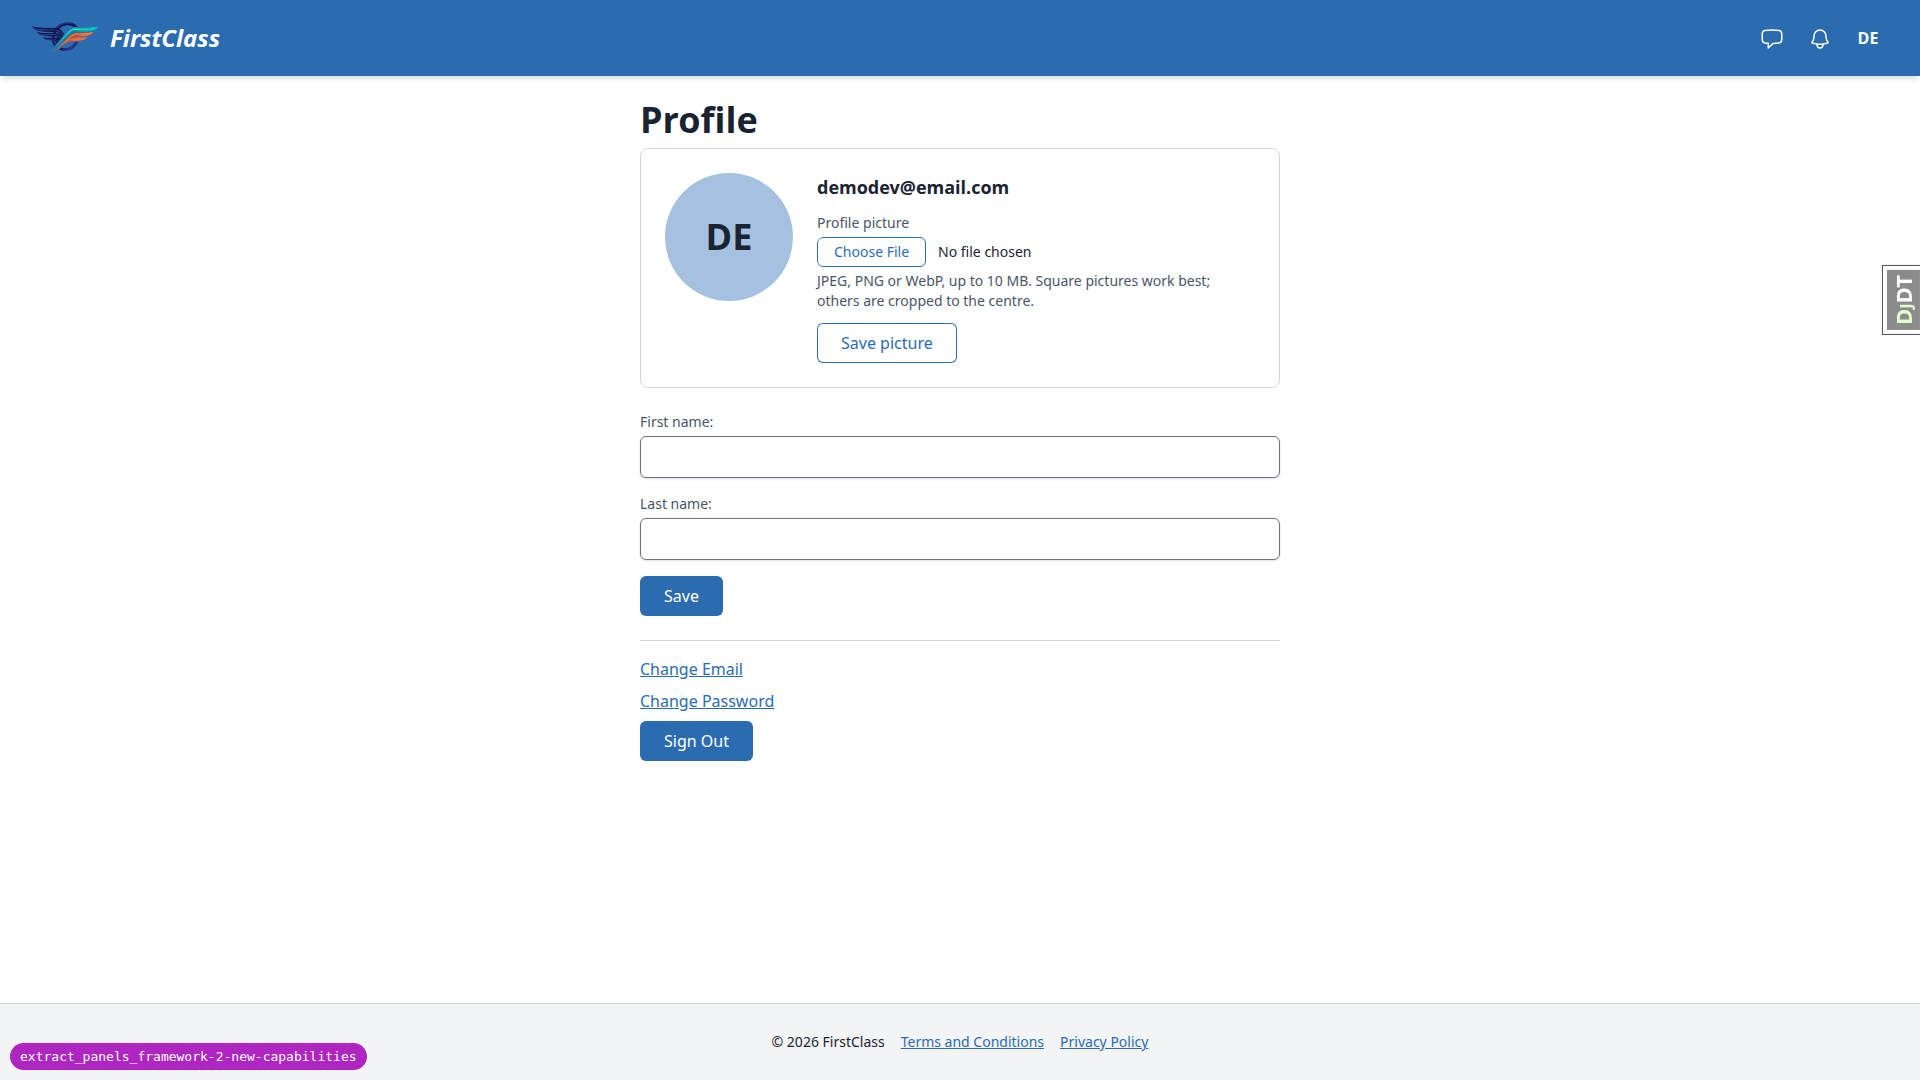 FirstClass
DE
Profile
DE
demodev@email.com
Profile picture
Choose File No file chosen
JPEG, PNG or WebP, up to 10 MB. Square pictures work best;
others are cropped to the centre.
Save picture
First name:
Last name:
Save
Change Email
Change Password
Sign Out
DjDT
© 2026 FirstClass Terms and Conditions Privacy Policy
extract_panels_framework-2-new-capabilities